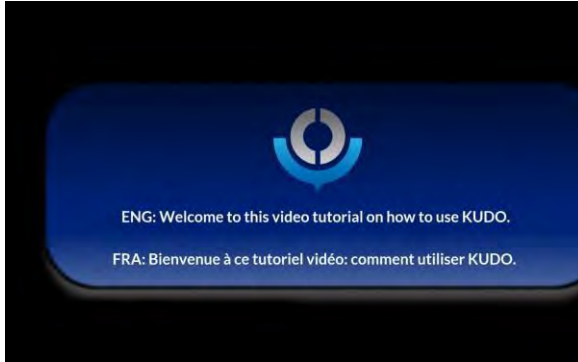 ENG: Welcome to this video tutorial on how to use KUDO.
FRA: Bienvenue à ce tutoriel vidéo: comment utiliser KUDO.